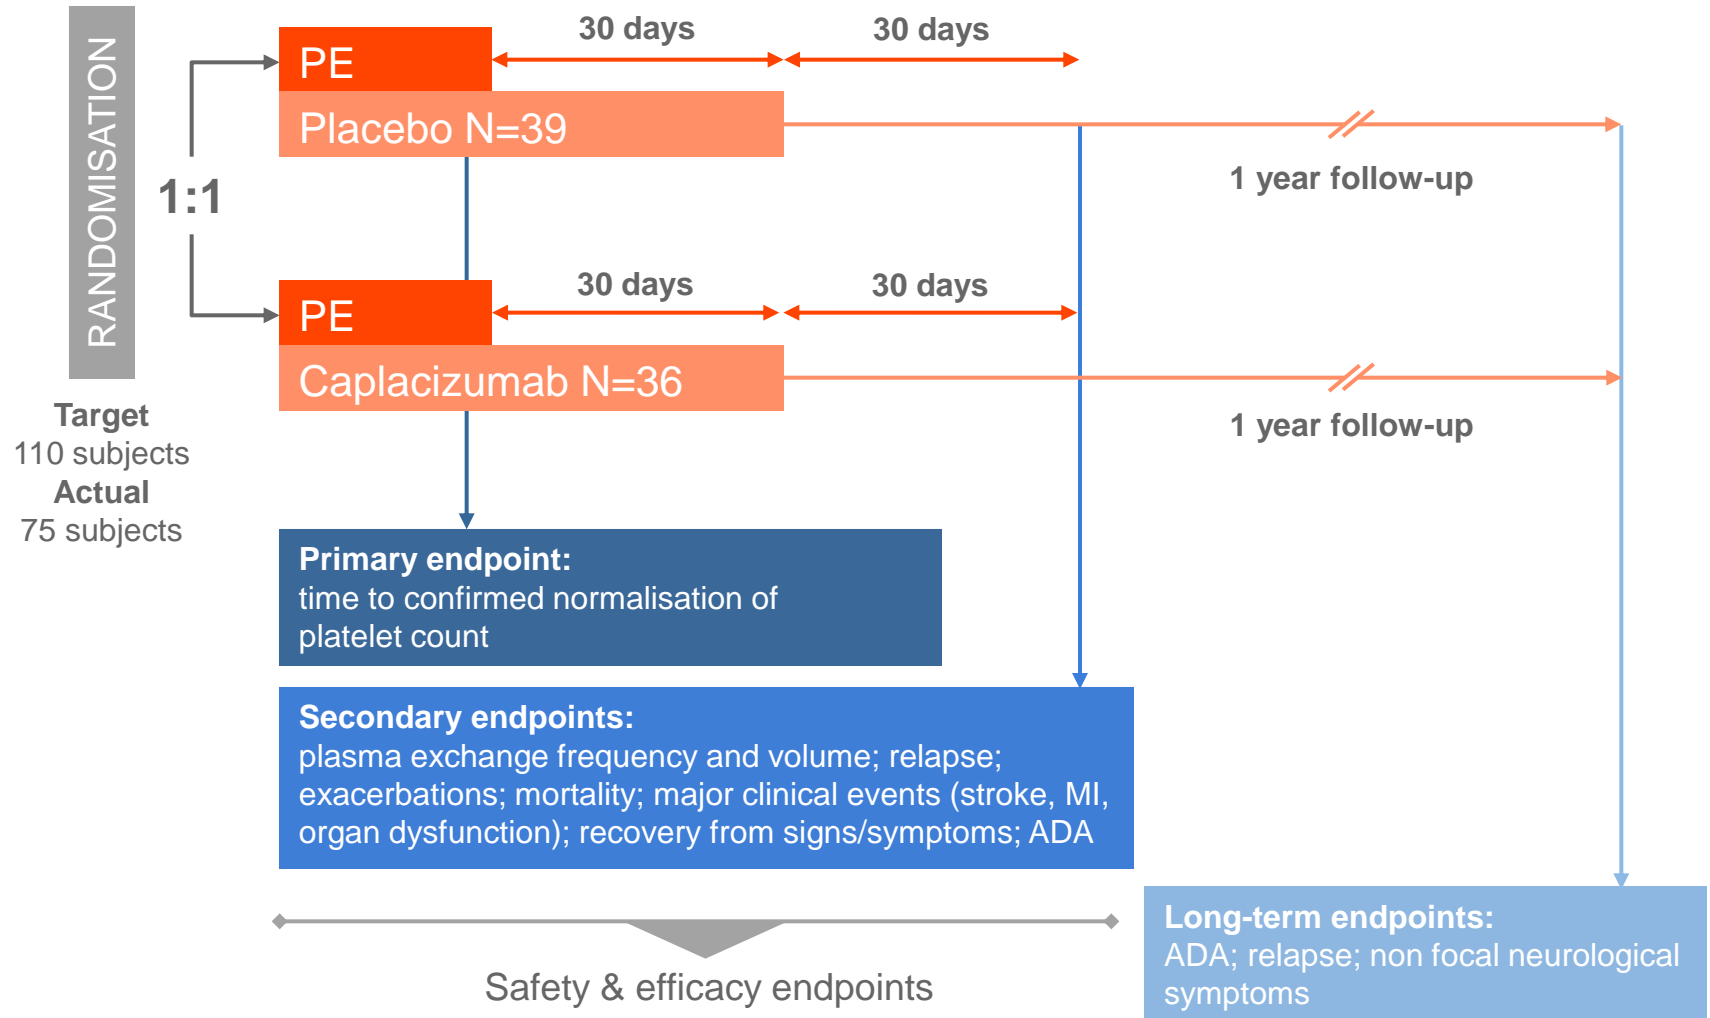 RANDOMISATION
1:1
Target
110 subjects
Actual
75 subjects
PE
30 days
30 days
Placebo N=39
1 year follow-up
PE
30 days
30 days
Caplacizumab N=36
1 year follow-up
Primary endpoint:
time to confirmed normalisation of
platelet count
Secondary endpoints:
plasma exchange frequency and volume; relapse;
exacerbations; mortality; major clinical events (stroke, MI,
organ dysfunction); recovery from signs/symptoms; ADA
Safety & efficacy endpoints
Long-term endpoints:
ADA; relapse; non focal neurological
symptoms